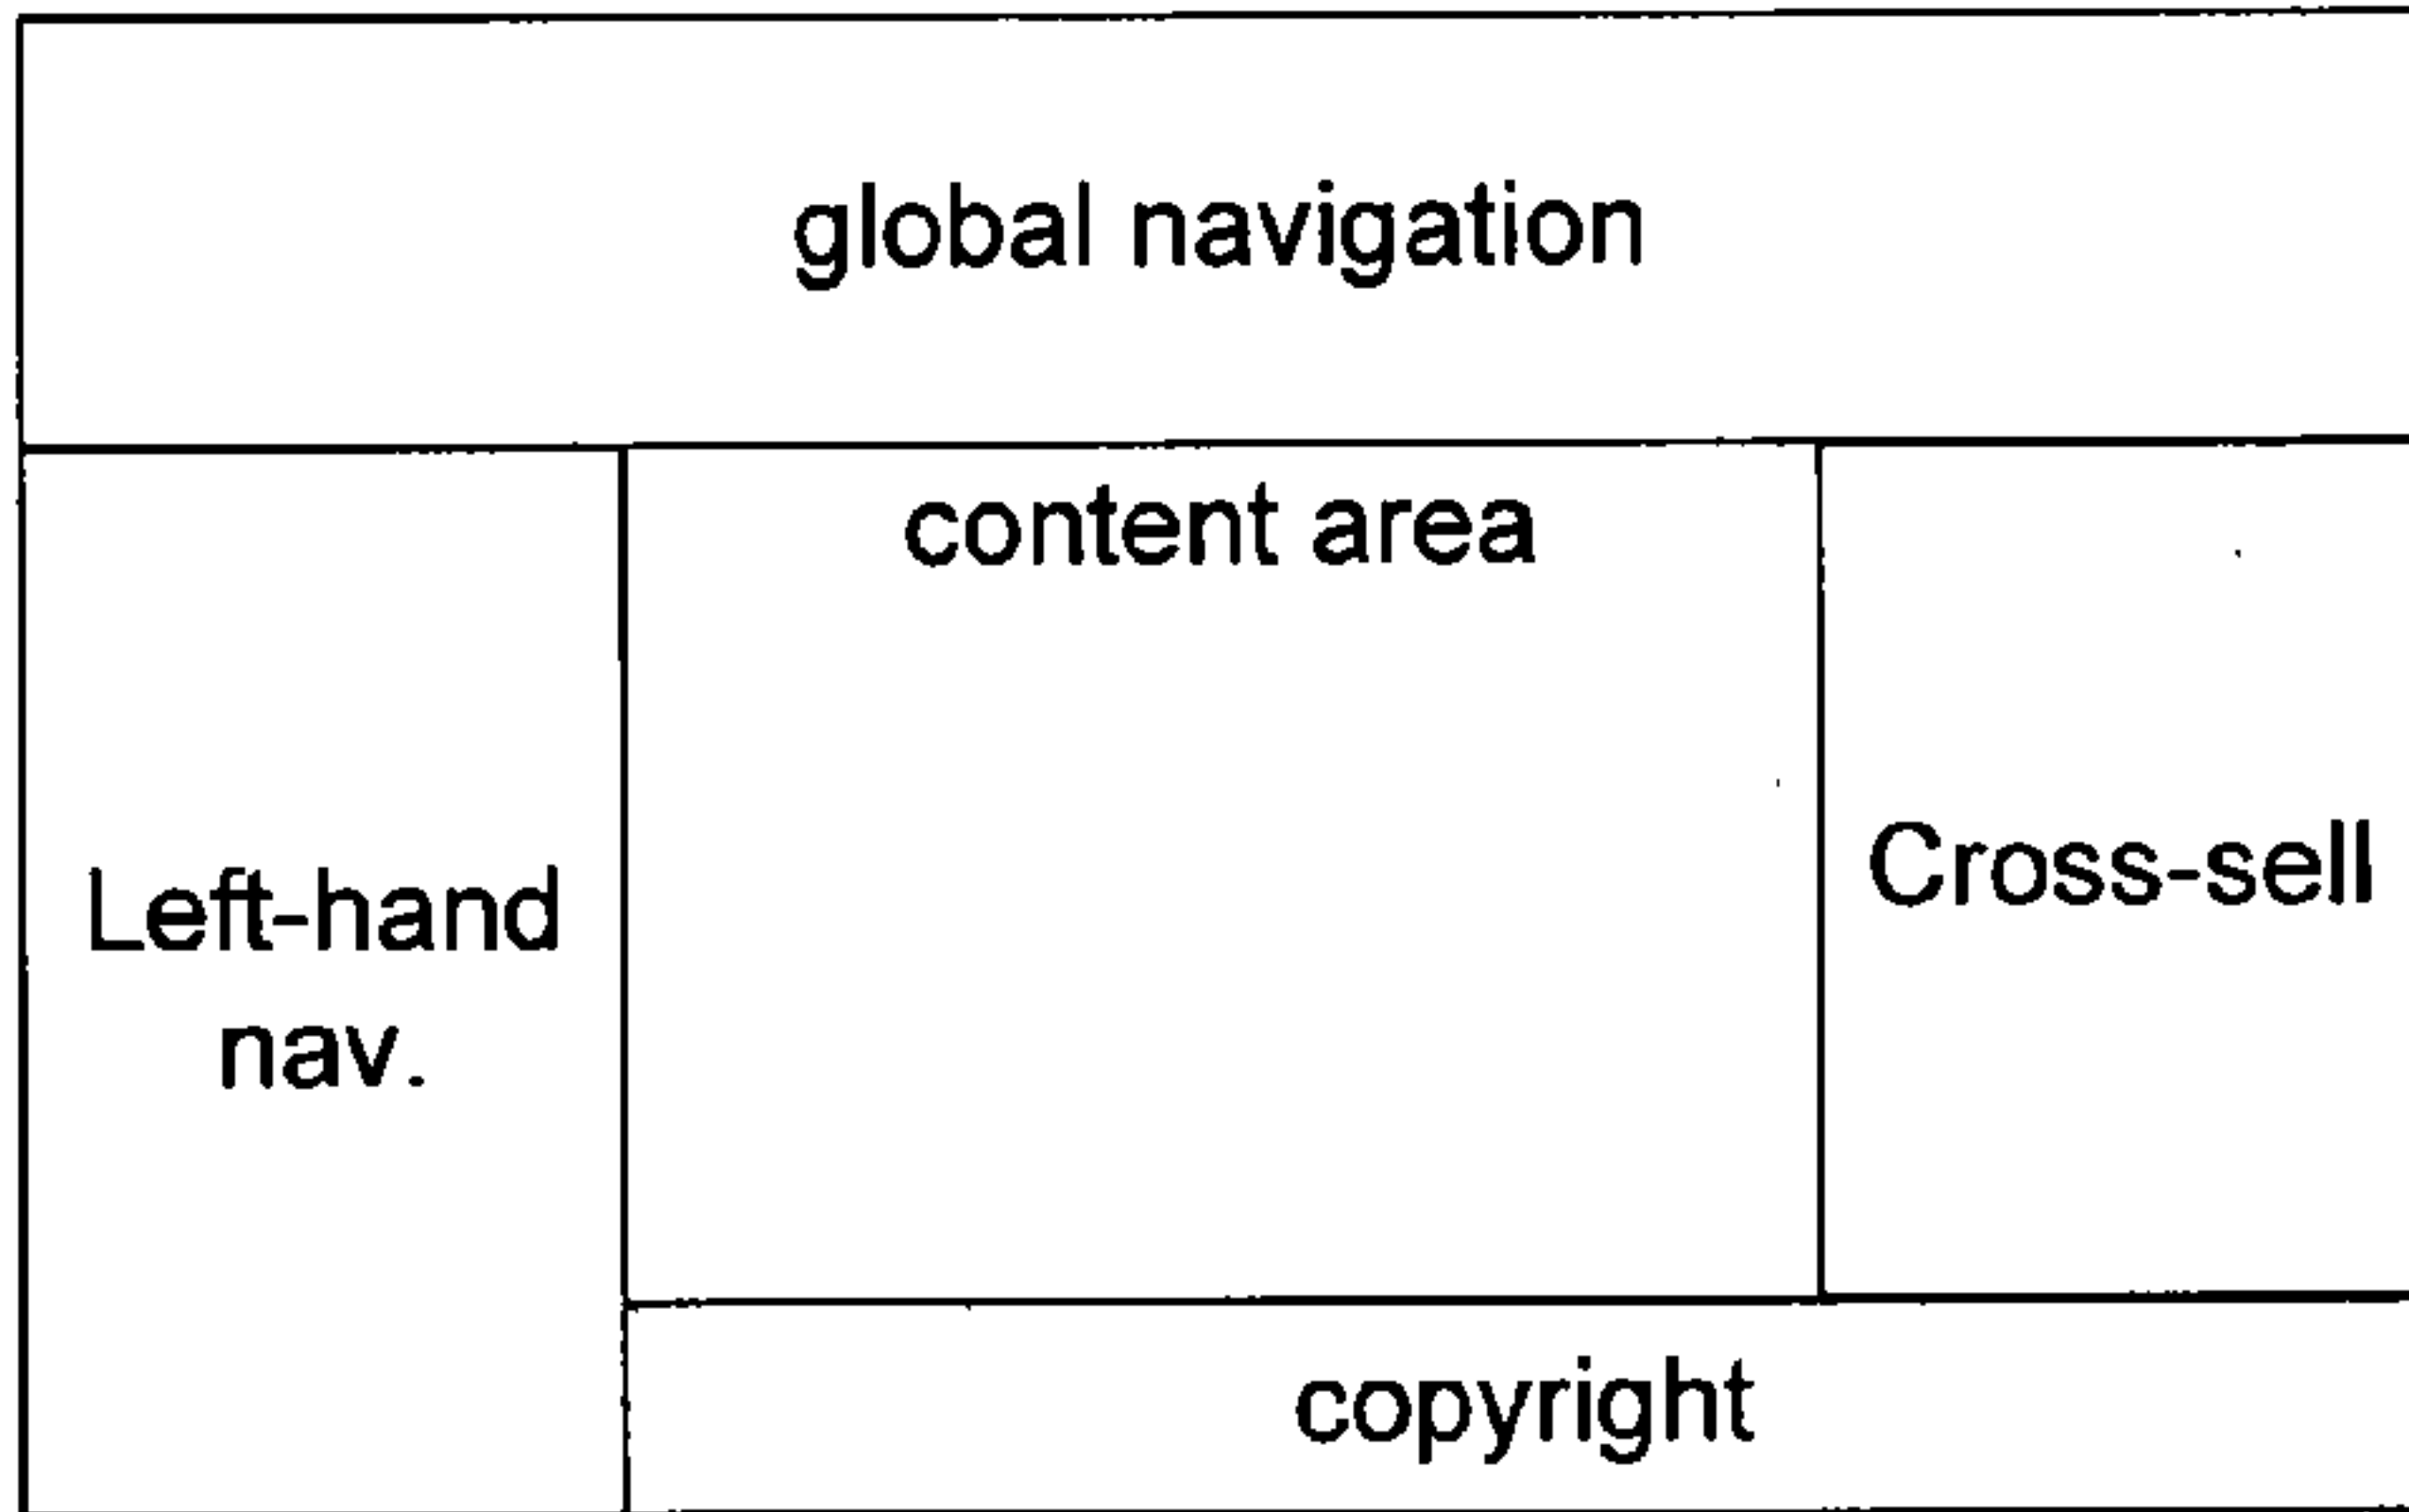 global navigation
content area
Left-hand
nav.
Cross-sell
copyright